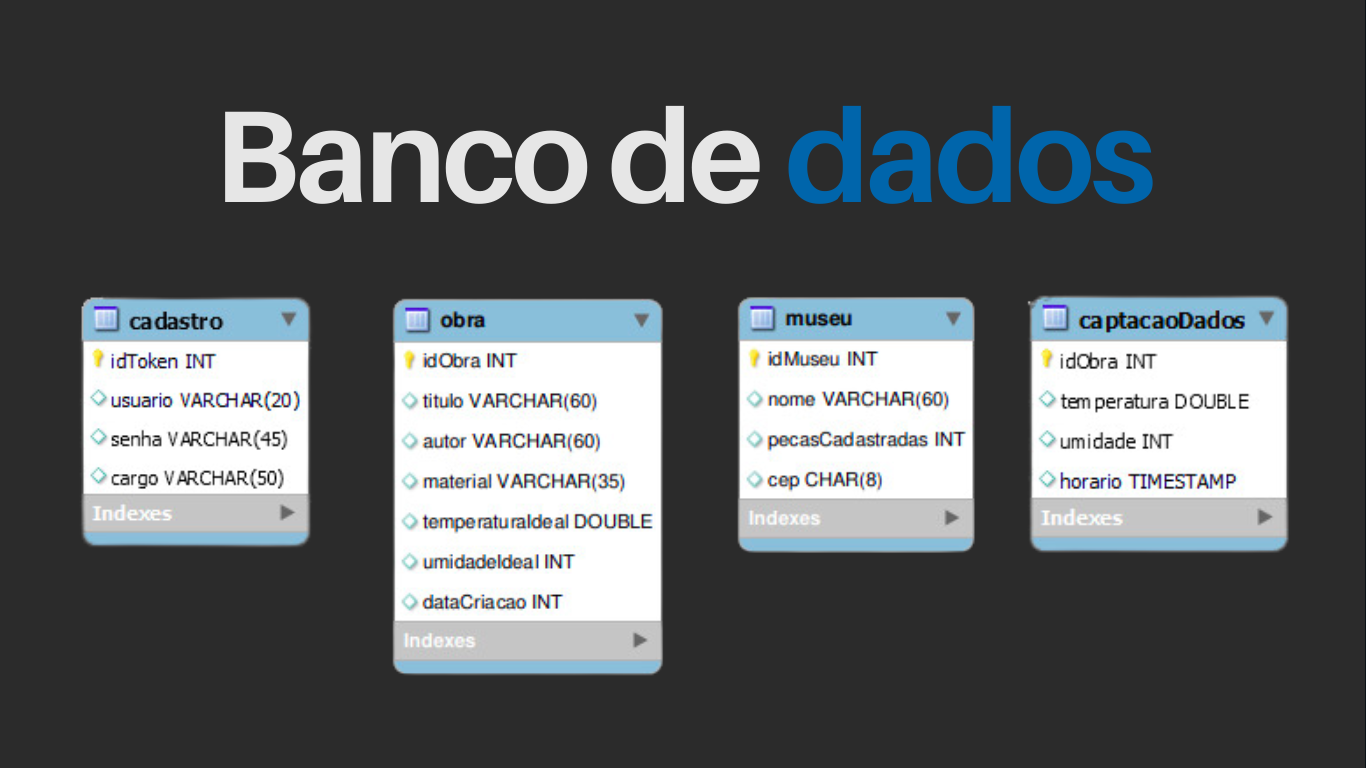 Banco de dados
cadastro
idToken INT
usuario VARCHAR(20)
senha VARCHAR(45)
cargo VARCHAR(50)
Indexes
obra
idObra INT
titulo VARCHAR(60)
autor VARCHAR(60)
material VARCHAR(35)
temperaturaIdeal DOUBLE
umidadeIdeal INT
dataCriacao INT
Indexes
museu
idMuseu INT
nome VARCHAR(60)
pecasCadastradas INT
cep CHAR(8)
Indexes
captacaoDados
idObra INT
temperatura DOUBLE
umidade INT
horario TIMESTAMP
Indexes